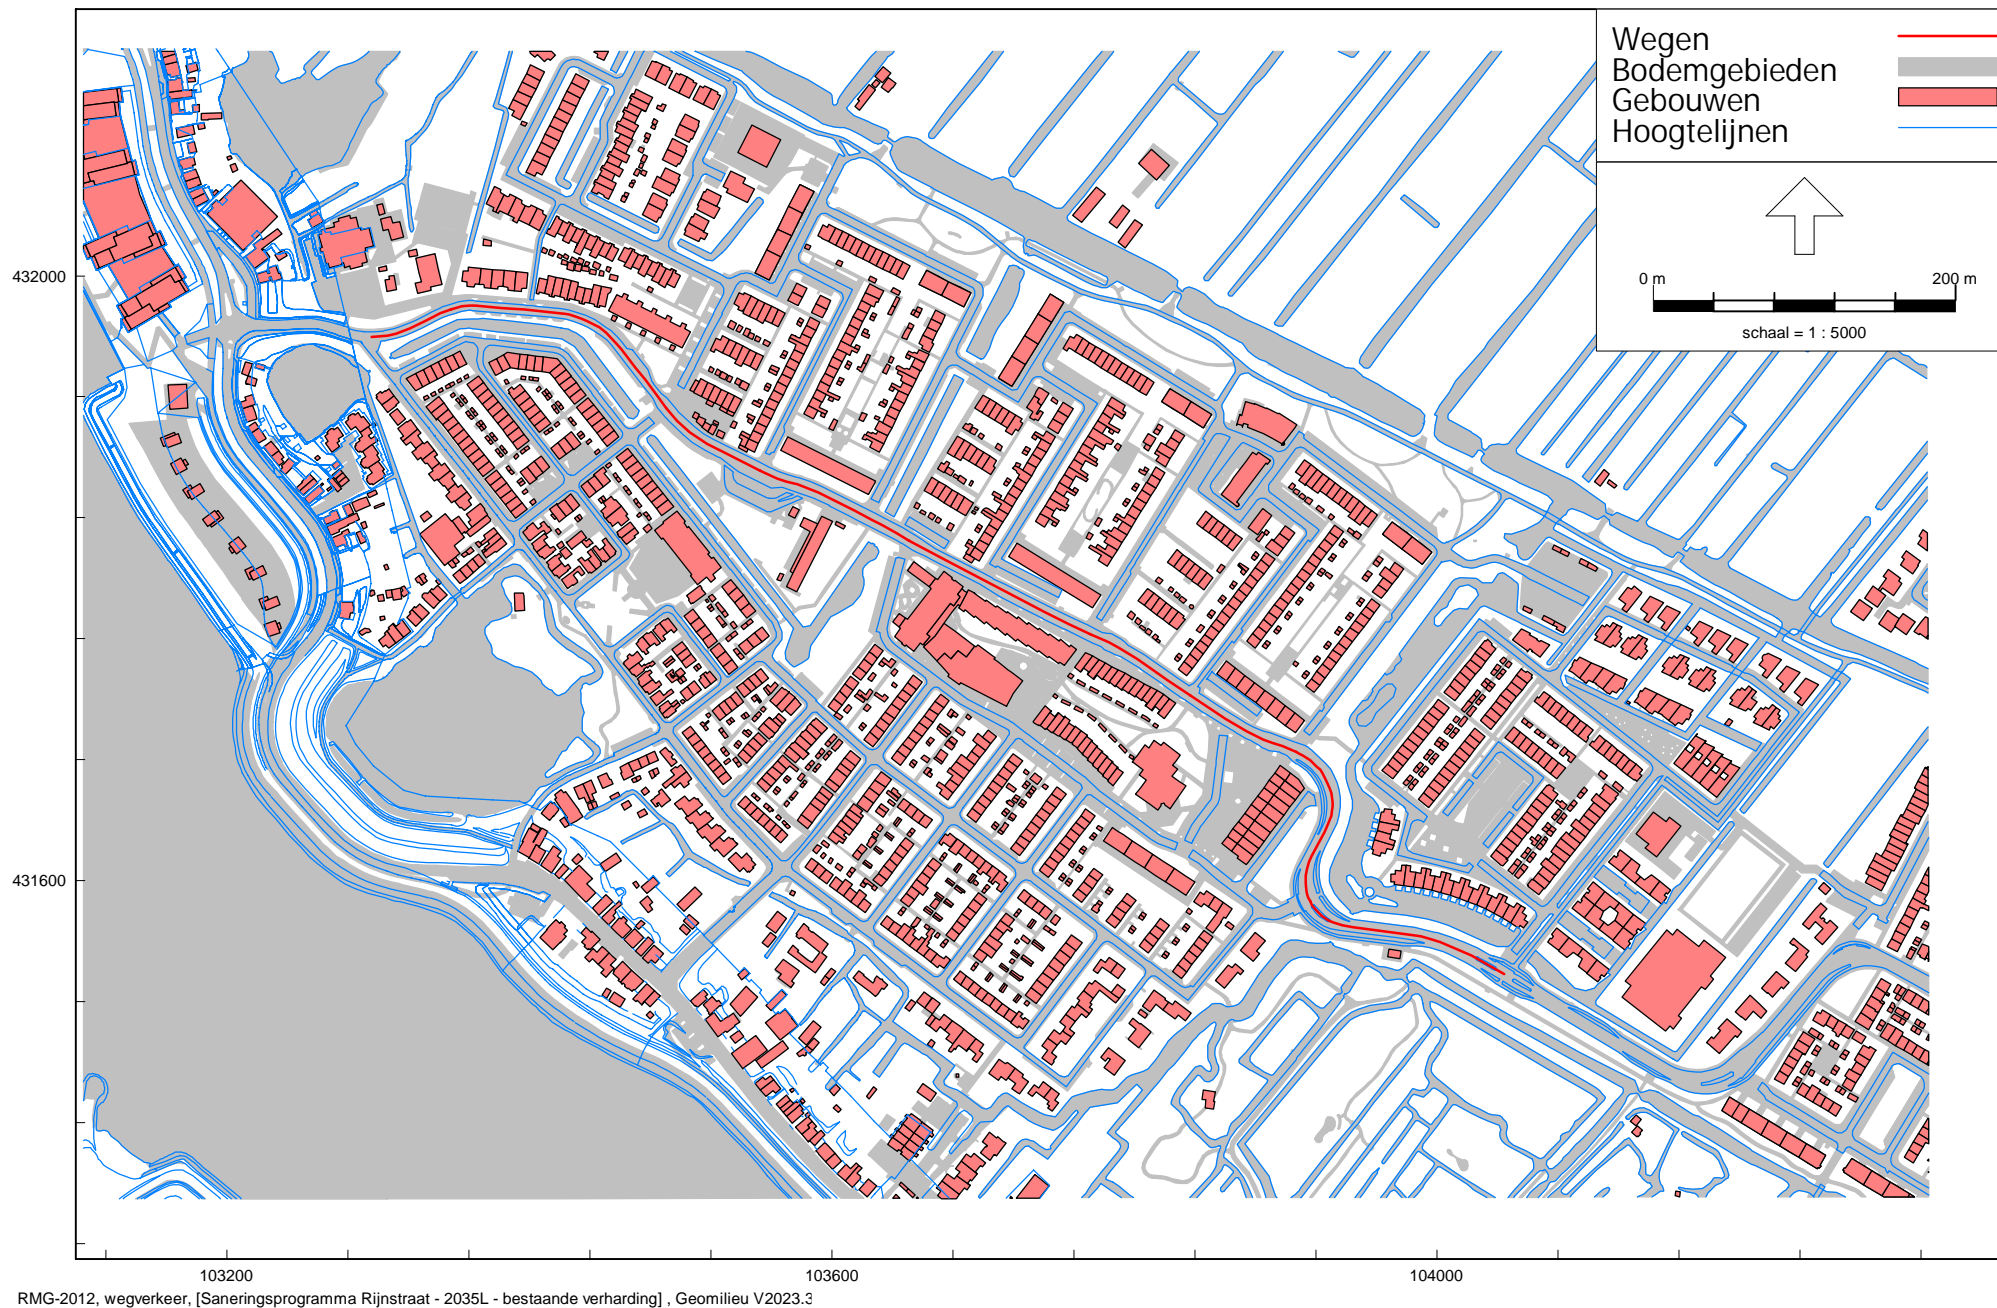 Wegen
Bodemgebieden
Gebouwen
Hoogtelijnen
0 m 200 m
schaal = 1 : 5000
432000
431600
103200 103600 104000
RMG-2012, wegverkeer, [Saneringsprogramma Rijnstraat - 2035L - bestaande verharding] , Geomilieu V2023.3